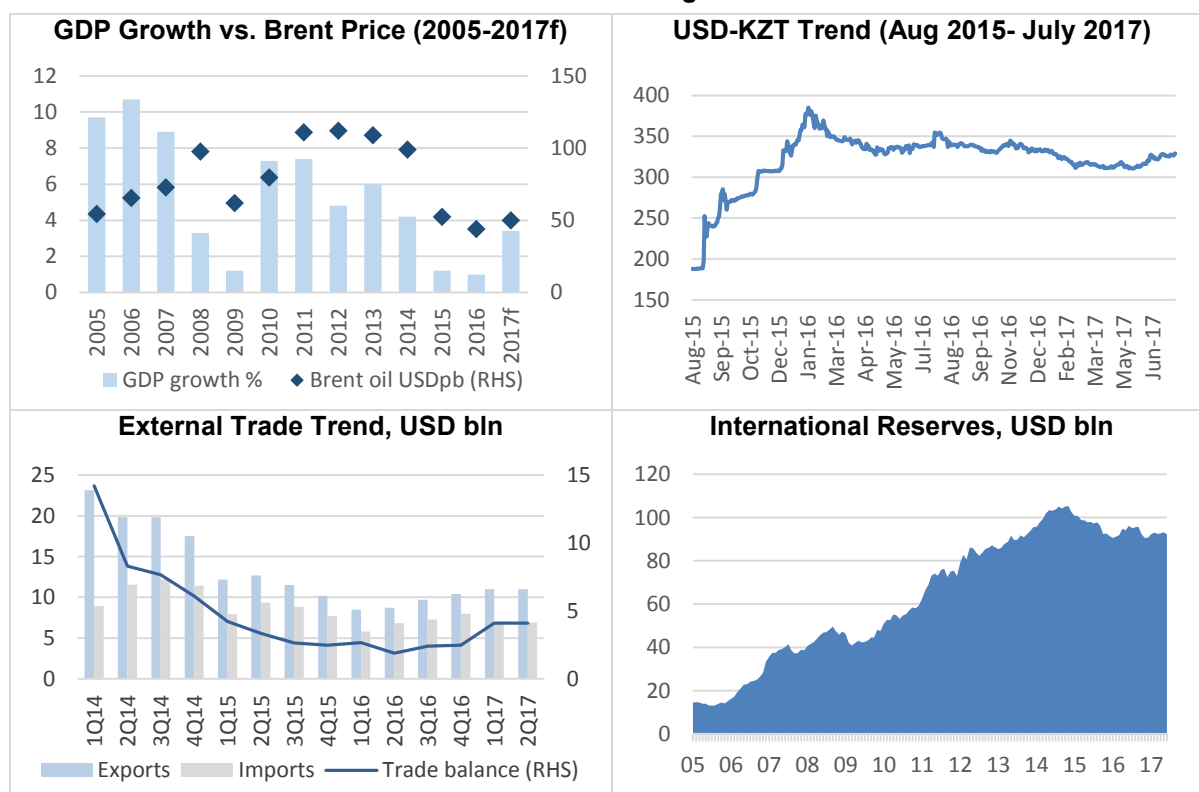 GDP Growth vs. Brent Price (2005-2017f)
12
10
8
6
4
2
0
150
100
50
0
2005
2006
2007
2008
2009
2010
2011
2012
2013
2014
2015
2016
2017f
GDP growth %
Brent oil USDpb (RHS)
USD-KZT Trend (Aug 2015- July 2017)
400
350
300
250
200
150
Aug-15
Sep-15
Oct-15
Dec-15
Jan-16
Mar-16
Apr-16
May-16
Jul-16
Aug-16
Sep-16
Nov-16
Dec-16
Feb-17
Mar-17
May-17
Jun-17
External Trade Trend, USD bln
25
20
15
10
5
0
15
10
5
0
1Q14
2Q14
3Q14
4Q14
1Q15
2Q15
3Q15
4Q15
1Q16
2Q16
3Q16
4Q16
1Q17
2Q17
Exports
Imports
Trade balance (RHS)
International Reserves, USD bln
120
100
80
60
40
20
0
05 06 07 08 09 10 11 12 13 14 15 16 17